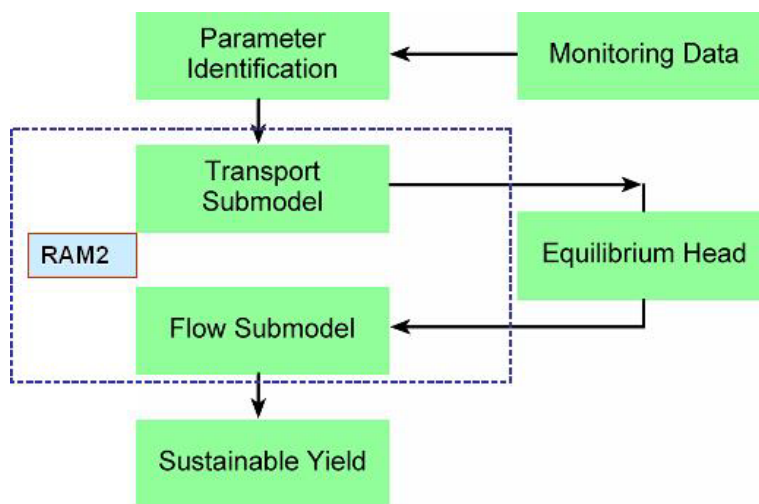 Parameter
Identification
Monitoring Data
Transport
Submodel
RAM2
Equilibrium Head
Flow Submodel
Sustainable Yield